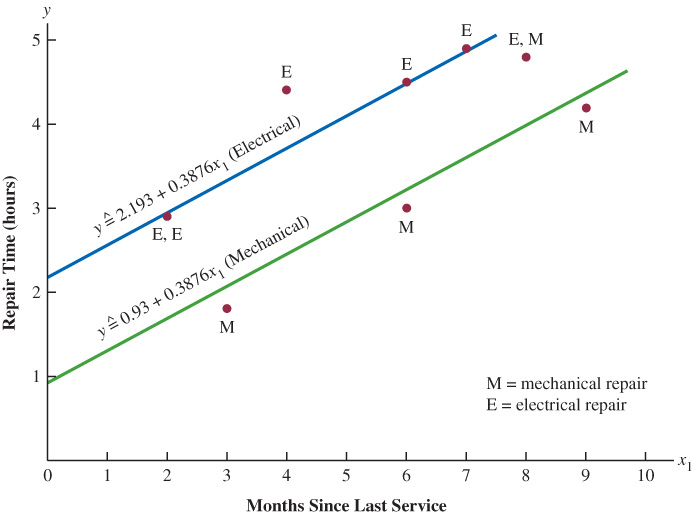 y
5
4
3
2
1
0 1 2 3 4 5 6 7 8 9 10
x₁
Repair Time (hours)
Months Since Last Service
E
E, M
E
E
M
E, E
M
M
ŷ = 2.193 + 0.3876x₁ (Electrical)
ŷ = 0.93 + 0.3876x₁ (Mechanical)
M = mechanical repair
E = electrical repair